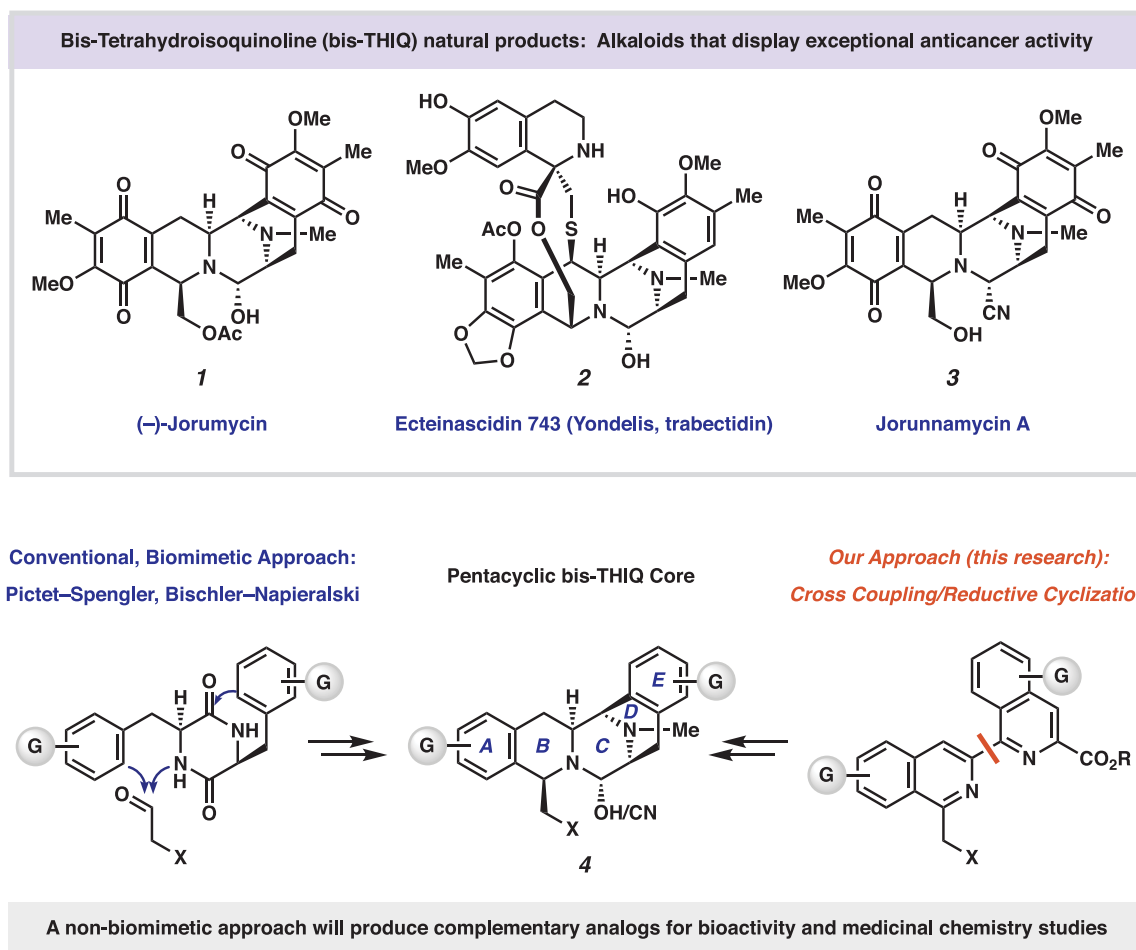 Bis-Tetrahydroisoquinoline (bis-THIQ) natural products: Alkaloids that display exceptional anticancer activity
OMe
O
Me
O
H
O
Me
N
Me
N
MeO
O
OH
OAc
1
(–)-Jorumycin
HO
MeO
NH
O
OMe
HO
Me
AcO
O
S
H
Me
N
Me
N
O
O
OH
2
Ecteinascidin 743 (Yondelis, trabectidin)
OMe
O
Me
O
H
O
Me
N
Me
N
MeO
O
CN
OH
3
Jorunnamycin A
Conventional, Biomimetic Approach:
Pictet–Spengler, Bischler–Napieralski
O
G
H
NH
G
HN
O
O
X
Pentacyclic bis-THIQ Core
E
G
H
D
N
Me
G
A
B
C
N
OH/CN
X
4
Our Approach (this research):
Cross Coupling/Reductive Cyclizatio
G
N
CO2R
G
N
X
A non-biomimetic approach will produce complementary analogs for bioactivity and medicinal chemistry studies